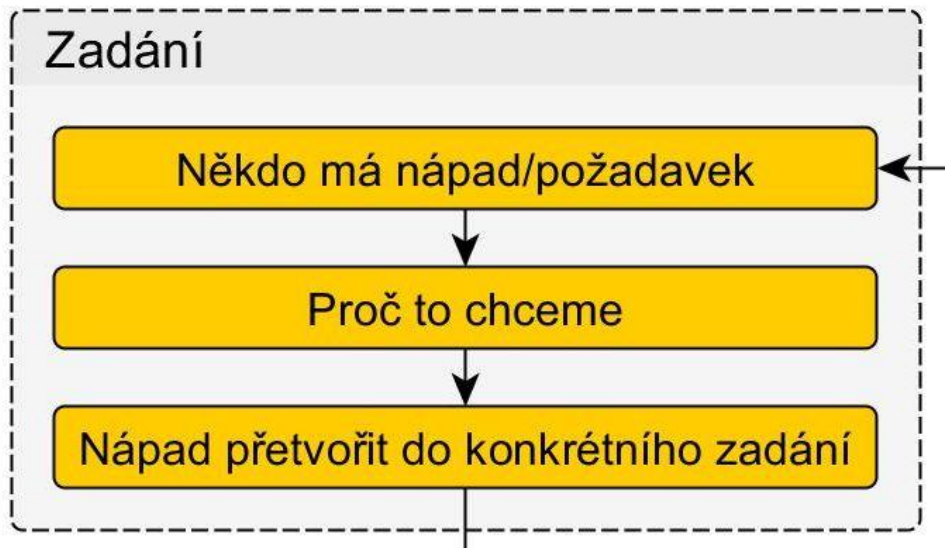 Zadání
Někdo má nápad/požadavek
Proč to chceme
Nápad přetvořit do konkrétního zadání